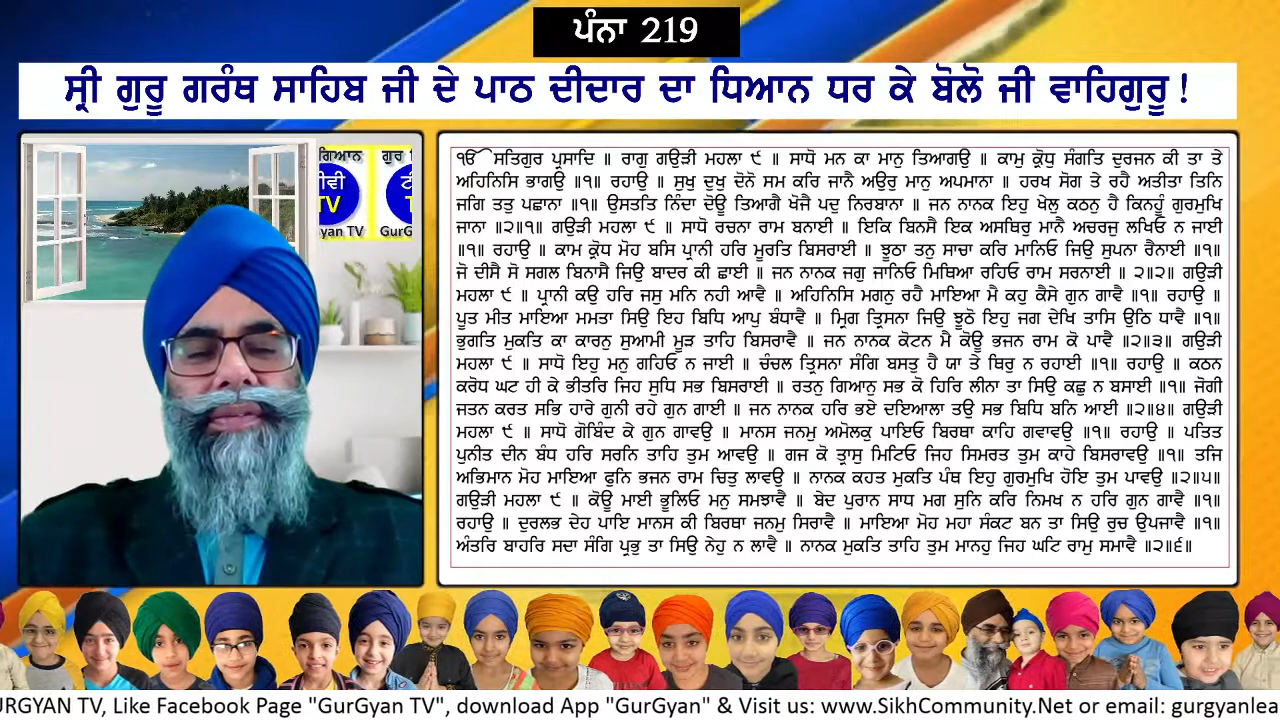 ਪੰਨਾ 219
ਸ੍ਰੀ ਗੁਰੂ ਗਰੰਥ ਸਾਹਿਬ ਜੀ ਦੇ ਪਾਠ ਦੀਦਾਰ ਦਾ ਧਿਆਨ ਧਰ ਕੇ ਬੋਲੋ ਜੀ ਵਾਹਿਗੁਰੂ!
ਗਿਆਨ
ਟੀਵੀ
TV
Gyan TV
ਗੁਰ
GurG
ੴ ਸਤਿਗੁਰ ਪ੍ਰਸਾਦਿ ॥ ਰਾਗੁ ਗਉੜੀ ਮਹਲਾ ੯ ॥ ਸਾਧੋ ਮਨ ਕਾ ਮਾਨੁ ਤਿਆਗਉ ॥ ਕਾਮੁ ਕ੍ਰੋਧੁ ਸੰਗਤਿ ਦੁਰਜਨ ਕੀ ਤਾ ਤੇ
ਅਹਿਨਿਸਿ ਭਾਗਉ ॥੧॥ ਰਹਾਉ ॥ ਸੁਖੁ ਦੁਖੁ ਦੋਨੋ ਸਮ ਕਰਿ ਜਾਨੈ ਅਉਰੁ ਮਾਨੁ ਅਪਮਾਨਾ ॥ ਹਰਖ ਸੋਗ ਤੇ ਰਹੈ ਅਤੀਤਾ ਤਿਨਿ
ਜਗਿ ਤਤੁ ਪਛਾਨਾ ॥੧॥ ਉਸਤਤਿ ਨਿੰਦਾ ਦੋਊ ਤਿਆਗੈ ਖੋਜੈ ਪਦੁ ਨਿਰਬਾਨਾ ॥ ਜਨ ਨਾਨਕ ਇਹੁ ਖੇਲੁ ਕਠਨੁ ਹੈ ਕਿਨਹੂੰ ਗੁਰਮੁਖਿ
ਜਾਨਾ ॥੨॥੧॥ ਗਉੜੀ ਮਹਲਾ ੯ ॥ ਸਾਧੋ ਰਚਨਾ ਰਾਮ ਬਨਾਈ ॥ ਇਕਿ ਬਿਨਸੈ ਇਕ ਅਸਥਿਰੁ ਮਾਨੈ ਅਚਰਜੁ ਲਖਿਓ ਨ ਜਾਈ
॥੧॥ ਰਹਾਉ ॥ ਕਾਮ ਕ੍ਰੋਧ ਮੋਹ ਬਸਿ ਪ੍ਰਾਨੀ ਹਰਿ ਮੂਰਤਿ ਬਿਸਰਾਈ ॥ ਝੂਠਾ ਤਨੁ ਸਾਚਾ ਕਰਿ ਮਾਨਿਓ ਜਿਉ ਸੁਪਨਾ ਰੈਨਾਈ ॥੧॥
ਜੋ ਦੀਸੈ ਸੋ ਸਗਲ ਬਿਨਾਸੈ ਜਿਉ ਬਾਦਰ ਕੀ ਛਾਈ ॥ ਜਨ ਨਾਨਕ ਜਗੁ ਜਾਨਿਓ ਮਿਥਿਆ ਰਹਿਓ ਰਾਮ ਸਰਨਾਈ ॥ ੨॥੨॥ ਗਉੜੀ
ਮਹਲਾ ੯ ॥ ਪ੍ਰਾਨੀ ਕਉ ਹਰਿ ਜਸੁ ਮਨਿ ਨਹੀ ਆਵੈ ॥ ਅਹਿਨਿਸਿ ਮਗਨੁ ਰਹੈ ਮਾਇਆ ਮੈ ਕਹੁ ਕੈਸੇ ਗੁਨ ਗਾਵੈ ॥੧॥ ਰਹਾਉ ॥
ਪੂਤ ਮੀਤ ਮਾਇਆ ਮਮਤਾ ਸਿਉ ਇਹ ਬਿਧਿ ਆਪੁ ਬੰਧਾਵੈ ॥ ਮ੍ਰਿਗ ਤ੍ਰਿਸਨਾ ਜਿਉ ਝੂਠੋ ਇਹੁ ਜਗ ਦੇਖਿ ਤਾਸਿ ਉਠਿ ਧਾਵੈ ॥੧॥
ਭੁਗਤਿ ਮੁਕਤਿ ਕਾ ਕਾਰਨੁ ਸੁਆਮੀ ਮੂੜ ਤਾਹਿ ਬਿਸਰਾਵੈ ॥ ਜਨ ਨਾਨਕ ਕੋਟਨ ਮੈ ਕੋਊ ਭਜਨੁ ਰਾਮ ਕੋ ਪਾਵੈ ॥੨॥੩॥ ਗਉੜੀ
ਮਹਲਾ ੯ ॥ ਸਾਧੋ ਇਹੁ ਮਨੁ ਗਹਿਓ ਨ ਜਾਈ ॥ ਚੰਚਲ ਤ੍ਰਿਸਨਾ ਸੰਗਿ ਬਸਤੁ ਹੈ ਯਾ ਤੇ ਥਿਰੁ ਨ ਰਹਾਈ ॥੧॥ ਰਹਾਉ ॥ ਕਠਨ
ਕਰੋਧ ਘਟ ਹੀ ਕੇ ਭੀਤਰਿ ਜਿਹ ਸੁਧਿ ਸਭ ਬਿਸਰਾਈ ॥ ਰਤਨੁ ਗਿਆਨੁ ਸਭ ਕੋ ਹਿਰਿ ਲੀਨਾ ਤਾ ਸਿਉ ਕਛੁ ਨ ਬਸਾਈ ॥੧॥ ਜੋਗੀ
ਜਤਨ ਕਰਤ ਸਭਿ ਹਾਰੇ ਗੁਨੀ ਰਹੇ ਗੁਨ ਗਾਈ ॥ ਜਨ ਨਾਨਕ ਹਰਿ ਭਏ ਦਇਆਲਾ ਤਉ ਸਭ ਬਿਧਿ ਬਨਿ ਆਈ ॥੨॥੪॥ ਗਉੜੀ
ਮਹਲਾ ੯ ॥ ਸਾਧੋ ਗੋਬਿੰਦ ਕੇ ਗੁਨ ਗਾਵਉ ॥ ਮਾਨਸ ਜਨਮੁ ਅਮੋਲਕੁ ਪਾਇਓ ਬਿਰਥਾ ਕਾਹਿ ਗਵਾਵਉ ॥੧॥ ਰਹਾਉ ॥ ਪਤਿਤ
ਪੁਨੀਤ ਦੀਨ ਬੰਧ ਹਰਿ ਸਰਨਿ ਤਾਹਿ ਤੁਮ ਆਵਉ ॥ ਗਜ ਕੋ ਤ੍ਰਾਸੁ ਮਿਟਿਓ ਜਿਹ ਸਿਮਰਤ ਤੁਮ ਕਾਹੇ ਬਿਸਰਾਵਉ ॥੧॥ ਤਜਿ
ਅਭਿਮਾਨ ਮੋਹ ਮਾਇਆ ਫੁਨਿ ਭਜਨ ਰਾਮ ਚਿਤੁ ਲਾਵਉ ॥ ਨਾਨਕ ਕਹਤ ਮੁਕਤਿ ਪੰਥ ਇਹੁ ਗੁਰਮੁਖਿ ਹੋਇ ਤੁਮ ਪਾਵਉ ॥੨॥੫॥
ਗਉੜੀ ਮਹਲਾ ੯ ॥ ਕੋਊ ਮਾਈ ਭੂਲਿਓ ਮਨੁ ਸਮਝਾਵੈ ॥ ਬੇਦ ਪੁਰਾਨ ਸਾਧ ਮਗ ਸੁਨਿ ਕਰਿ ਨਿਮਖ ਨ ਹਰਿ ਗੁਨ ਗਾਵੈ ॥੧॥
ਰਹਾਉ ॥ ਦੁਰਲਭ ਦੇਹ ਪਾਇ ਮਾਨਸ ਕੀ ਬਿਰਥਾ ਜਨਮੁ ਸਿਰਾਵੈ ॥ ਮਾਇਆ ਮੋਹ ਮਹਾ ਸੰਕਟ ਬਨ ਤਾ ਸਿਉ ਰੁਚ ਉਪਜਾਵੈ ॥੧॥
ਅੰਤਰਿ ਬਾਹਰਿ ਸਦਾ ਸੰਗਿ ਪ੍ਰਭੁ ਤਾ ਸਿਉ ਨੇਹੁ ਨ ਲਾਵੈ ॥ ਨਾਨਕ ਮੁਕਤਿ ਤਾਹਿ ਤੁਮ ਮਾਨਹੁ ਜਿਹ ਘਟਿ ਰਾਮੁ ਸਮਾਵੈ ॥੨॥੬॥
URGYAN TV, Like Facebook Page "GurGyan TV", download App "GurGyan" & Visit us: www.SikhCommunity.Net or email: gurgyanlea